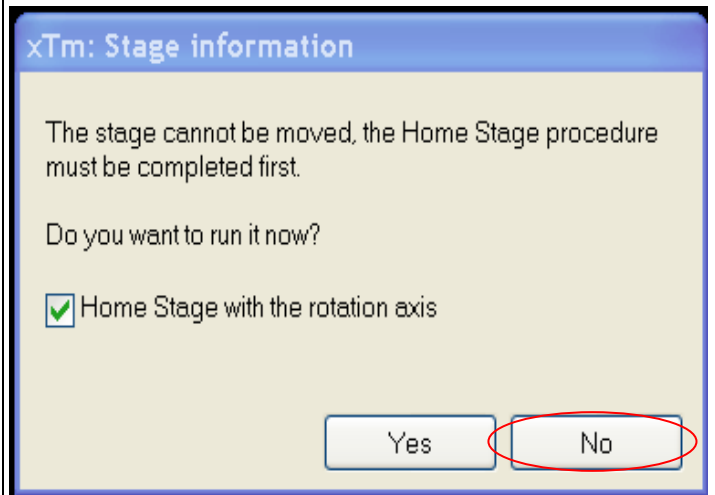 xTm: Stage information
The stage cannot be moved, the Home Stage procedure
must be completed first.
Do you want to run it now?
Home Stage with the rotation axis
Yes
No